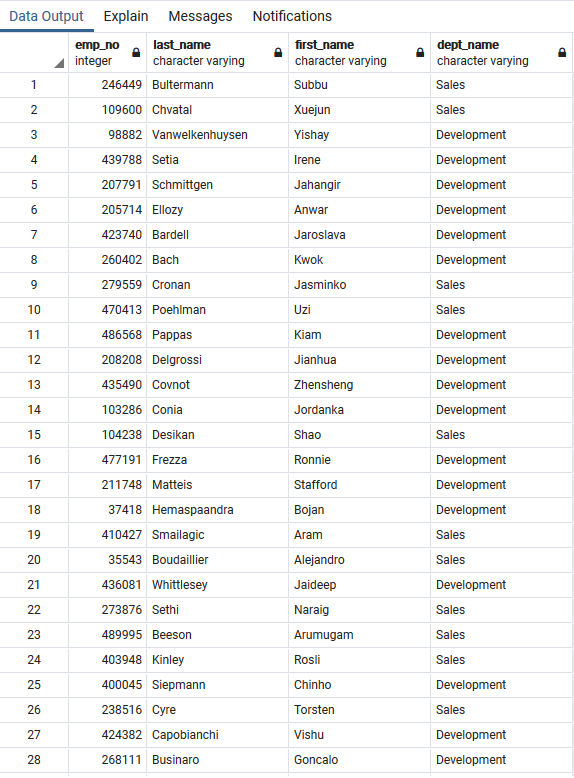 Data Output Explain Messages Notifications
emp_no last_name first_name dept_name
integer character varying character varying character varying
1 246449 Bultermann Subbu Sales
2 109600 Chvatal Xuejun Sales
3 98882 Vanwelkenhuysen Yishay Development
4 439788 Setia Irene Development
5 207791 Schmittgen Jahangir Development
6 205714 Ellozy Anwar Development
7 423740 Bardell Jaroslava Development
8 260402 Bach Kwok Development
9 279559 Cronan Jasminko Sales
10 470413 Poehlman Uzi Sales
11 486568 Pappas Kiam Development
12 208208 Delgrossi Jianhua Development
13 435490 Covnot Zhensheng Development
14 103286 Conia Jordanka Development
15 104238 Desikan Shao Sales
16 477191 Frezza Ronnie Development
17 211748 Matteis Stafford Development
18 37418 Hemaspaandra Bojan Development
19 410427 Smailagic Aram Sales
20 35543 Boudaillier Alejandro Sales
21 436081 Whittlesey Jaideep Development
22 273876 Sethi Naraig Sales
23 489995 Beeson Arumugam Sales
24 403948 Kinley Rosli Sales
25 400045 Siepmann Chinho Development
26 238516 Cyre Torsten Sales
27 424382 Capobianchi Vishu Development
28 268111 Businaro Goncalo Development